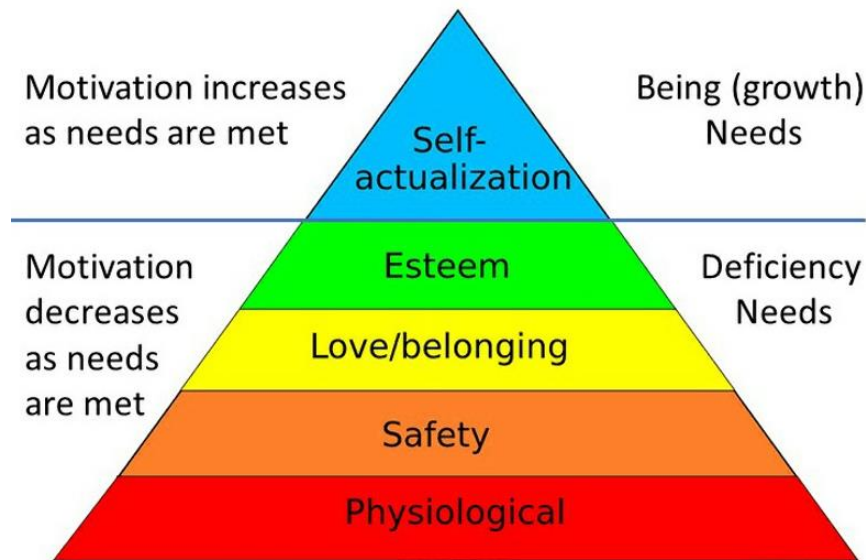 Motivation increases
as needs are met
Being (growth)
Needs
Self-
actualization
Motivation
decreases
as needs
are met
Deficiency
Needs
Esteem
Love/belonging
Safety
Physiological